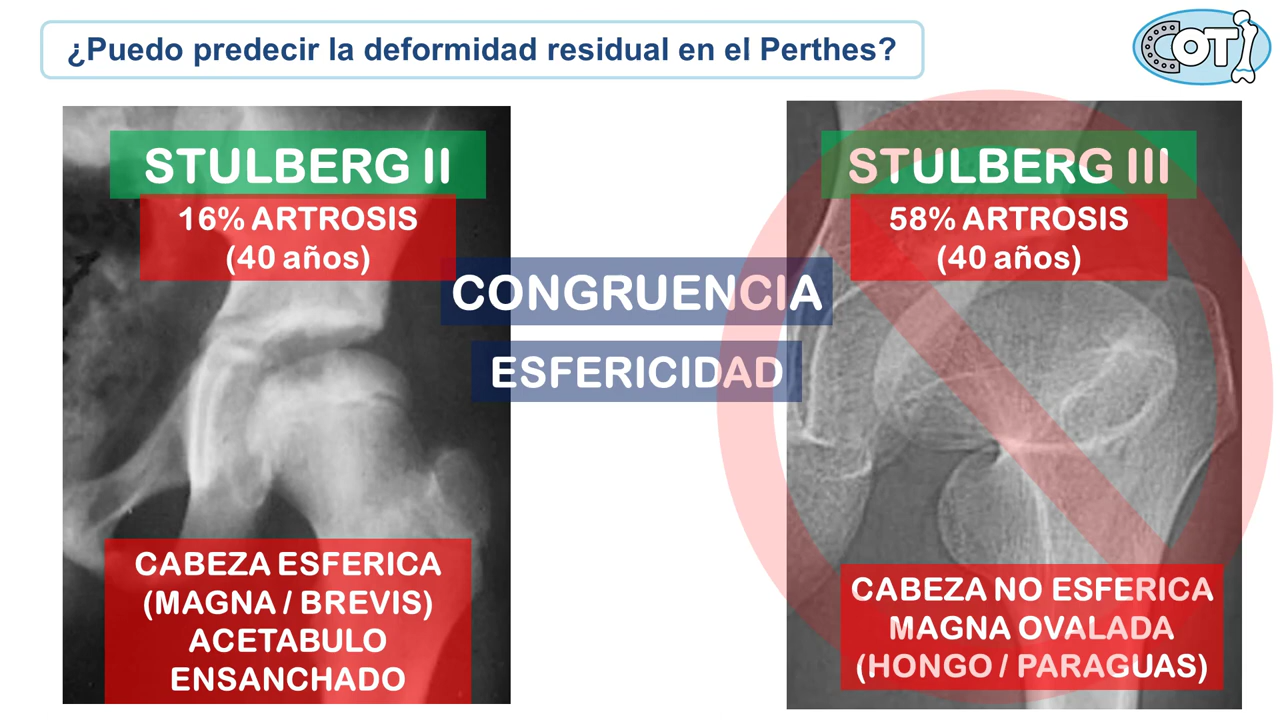 ¿Puedo predecir la deformidad residual en el Perthes?
COTI
STULBERG II
16% ARTROSIS
(40 años)
CABEZA ESFERICA
(MAGNA / BREVIS)
ACETABULO
ENSANCHADO
CONGRUENCIA
ESFERICIDAD
STULBERG III
58% ARTROSIS
(40 años)
CABEZA NO ESFERICA
MAGNA OVALADA
(HONGO / PARAGUAS)